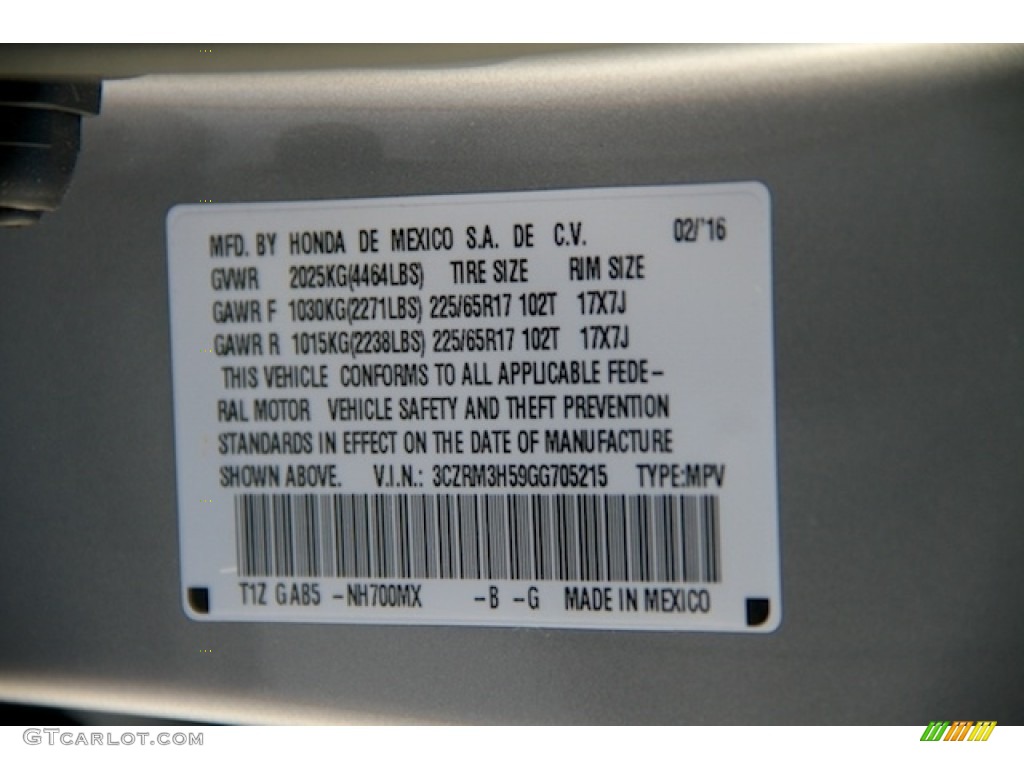 MFD. BY HONDA DE MEXICO S.A. DE C.V. 02/'16
GVWR 2025KG(4464LBS) TIRE SIZE RIM SIZE
GAWR F 1030KG(2271LBS) 225/65R17 102T 17X7J
GAWR R 1015KG(2238LBS) 225/65R17 102T 17X7J
THIS VEHICLE CONFORMS TO ALL APPLICABLE FEDE-
RAL MOTOR VEHICLE SAFETY AND THEFT PREVENTION
STANDARDS IN EFFECT ON THE DATE OF MANUFACTURE
SHOWN ABOVE. V.I.N.: 3CZRM3H59GG705215 TYPE:MPV
T1Z GAB5 -NH700MX -B -G MADE IN MEXICO
GTCARLOT.COM